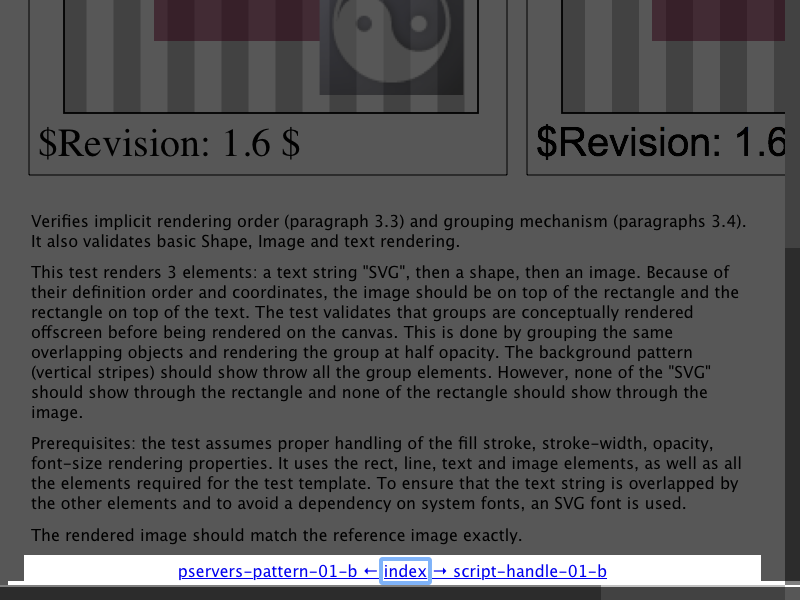 $Revision: 1.6 $
$Revision: 1.6
Verifies implicit rendering order (paragraph 3.3) and grouping mechanism (paragraphs 3.4).
It also validates basic Shape, Image and text rendering.
This test renders 3 elements: a text string "SVG", then a shape, then an image. Because of
their definition order and coordinates, the image should be on top of the rectangle and the
rectangle on top of the text. The test validates that groups are conceptually rendered
offscreen before being rendered on the canvas. This is done by grouping the same
overlapping objects and rendering the group at half opacity. The background pattern
(vertical stripes) should show throw all the group elements. However, none of the "SVG"
should show through the rectangle and none of the rectangle should show through the
image.
Prerequisites: the test assumes proper handling of the fill stroke, stroke-width, opacity,
font-size rendering properties. It uses the rect, line, text and image elements, as well as all
the elements required for the test template. To ensure that the text string is overlapped by
the other elements and to avoid a dependency on system fonts, an SVG font is used.
The rendered image should match the reference image exactly.
pservers-pattern-01-b ← index → script-handle-01-b